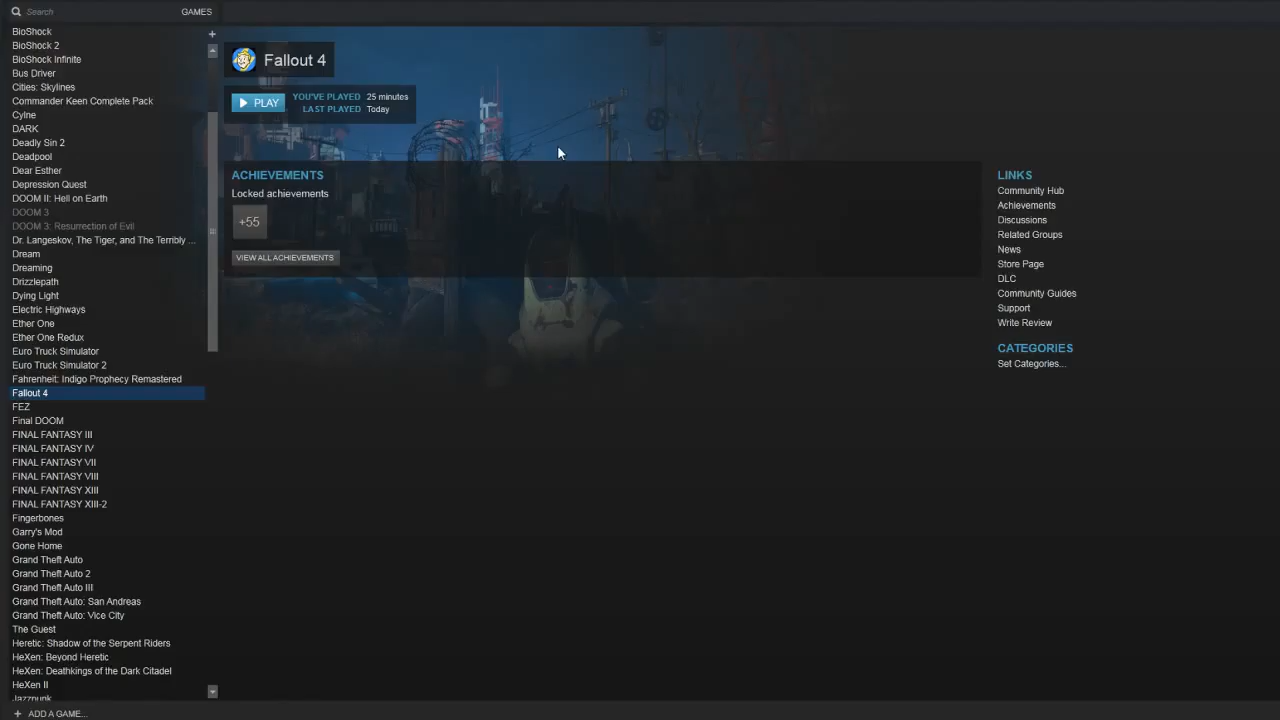 Search
GAMES
BioShock
BioShock 2
BioShock Infinite
Bus Driver
Cities: Skylines
Commander Keen Complete Pack
Cylne
DARK
Deadly Sin 2
Deadpool
Dear Esther
Depression Quest
DOOM II: Hell on Earth
DOOM 3
DOOM 3: Resurrection of Evil
Dr. Langeskov, The Tiger, and The Terribly ...
Dream
Dreaming
Drizzlepath
Dying Light
Electric Highways
Ether One
Ether One Redux
Euro Truck Simulator
Euro Truck Simulator 2
Fahrenheit: Indigo Prophecy Remastered
Fallout 4
FEZ
Final DOOM
FINAL FANTASY III
FINAL FANTASY IV
FINAL FANTASY VII
FINAL FANTASY VIII
FINAL FANTASY XIII
FINAL FANTASY XIII-2
Fingerbones
Garry's Mod
Gone Home
Grand Theft Auto
Grand Theft Auto 2
Grand Theft Auto III
Grand Theft Auto: San Andreas
Grand Theft Auto: Vice City
The Guest
Heretic: Shadow of the Serpent Riders
HeXen: Beyond Heretic
HeXen: Deathkings of the Dark Citadel
HeXen II
Jazzpunk
+ ADD A GAME...
Fallout 4
PLAY
YOU'VE PLAYED 25 minutes
LAST PLAYED Today
ACHIEVEMENTS
Locked achievements
+55
VIEW ALL ACHIEVEMENTS
LINKS
Community Hub
Achievements
Discussions
Related Groups
News
Store Page
DLC
Community Guides
Support
Write Review
CATEGORIES
Set Categories...